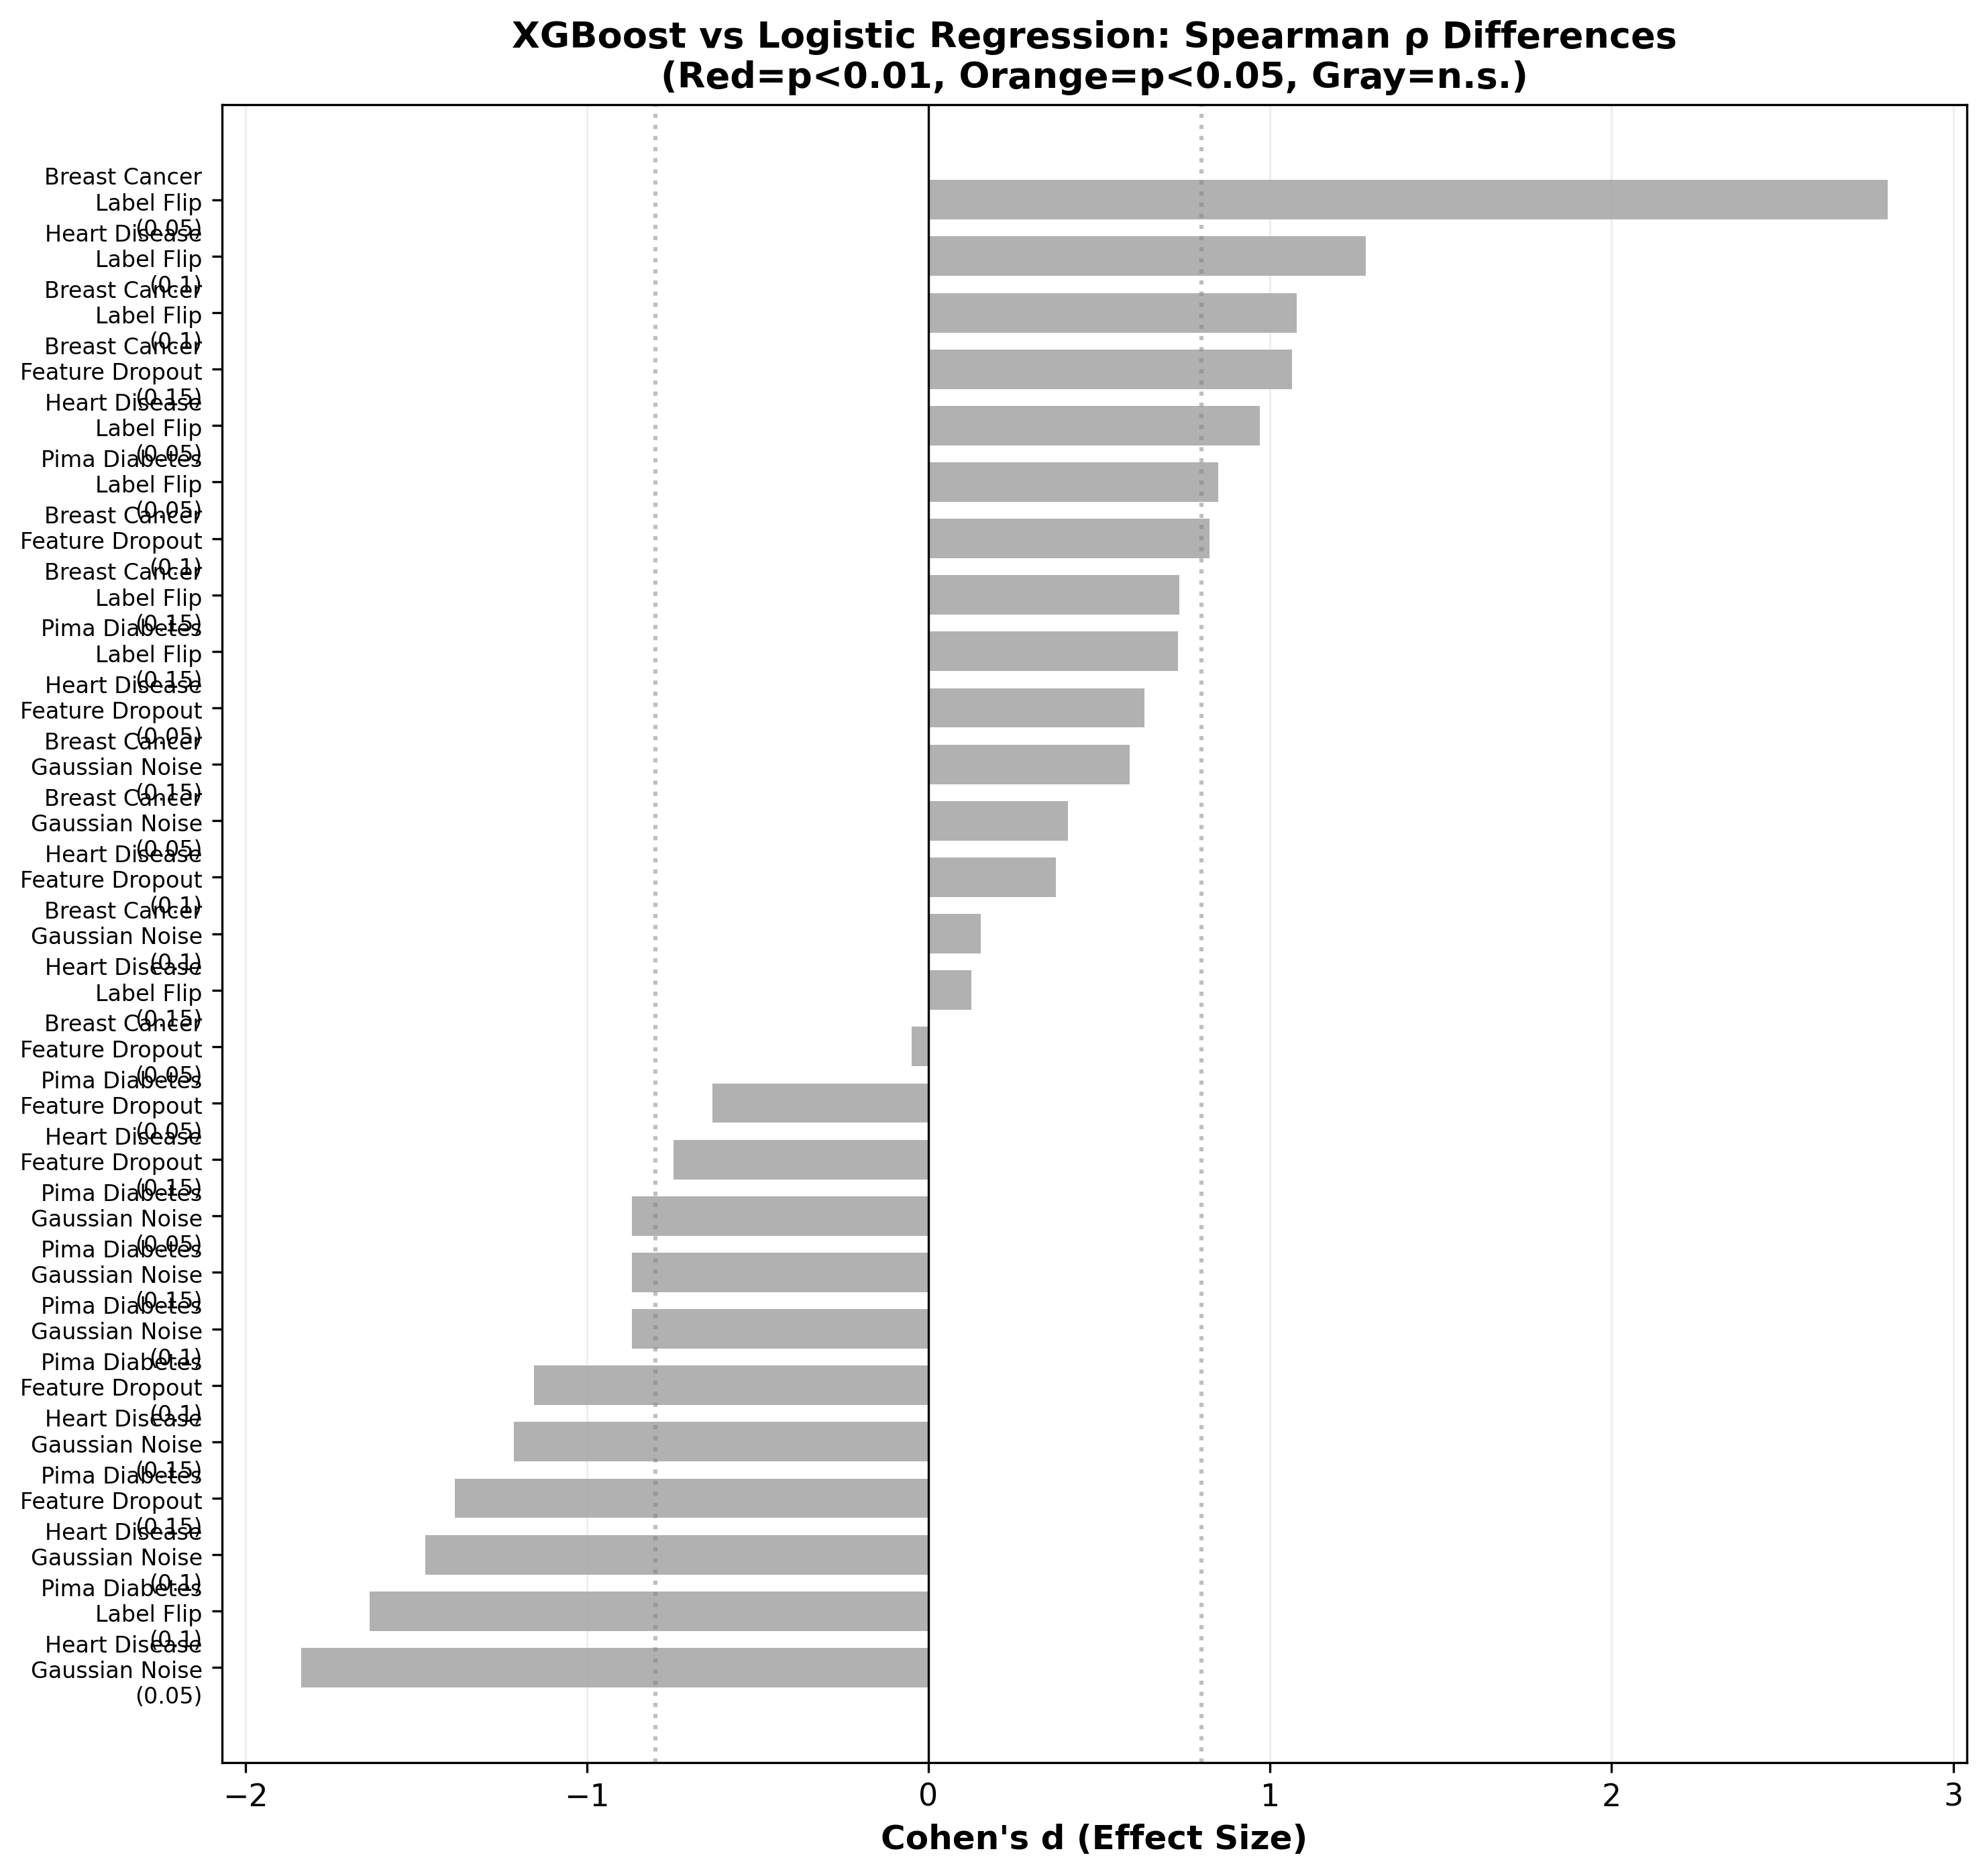 XGBoost vs Logistic Regression: Spearman ρ Differences
(Red=p<0.01, Orange=p<0.05, Gray=n.s.)
Breast Cancer
Label Flip
(0.05)
Heart Disease
Label Flip
(0.1)
Breast Cancer
Label Flip
(0.1)
Breast Cancer
Feature Dropout
(0.15)
Heart Disease
Label Flip
(0.05)
Pima Diabetes
Label Flip
(0.05)
Breast Cancer
Feature Dropout
(0.1)
Breast Cancer
Label Flip
(0.15)
Pima Diabetes
Label Flip
(0.15)
Heart Disease
Feature Dropout
(0.05)
Breast Cancer
Gaussian Noise
(0.15)
Breast Cancer
Gaussian Noise
(0.05)
Heart Disease
Feature Dropout
(0.1)
Breast Cancer
Gaussian Noise
(0.1)
Heart Disease
Label Flip
(0.15)
Breast Cancer
Feature Dropout
(0.05)
Pima Diabetes
Feature Dropout
(0.05)
Heart Disease
Feature Dropout
(0.15)
Pima Diabetes
Gaussian Noise
(0.05)
Pima Diabetes
Gaussian Noise
(0.15)
Pima Diabetes
Gaussian Noise
(0.1)
Pima Diabetes
Feature Dropout
(0.1)
Heart Disease
Gaussian Noise
(0.15)
Pima Diabetes
Feature Dropout
(0.15)
Heart Disease
Gaussian Noise
(0.1)
Pima Diabetes
Label Flip
(0.1)
Heart Disease
Gaussian Noise
(0.05)
−2 −1 0 1 2 3
Cohen's d (Effect Size)